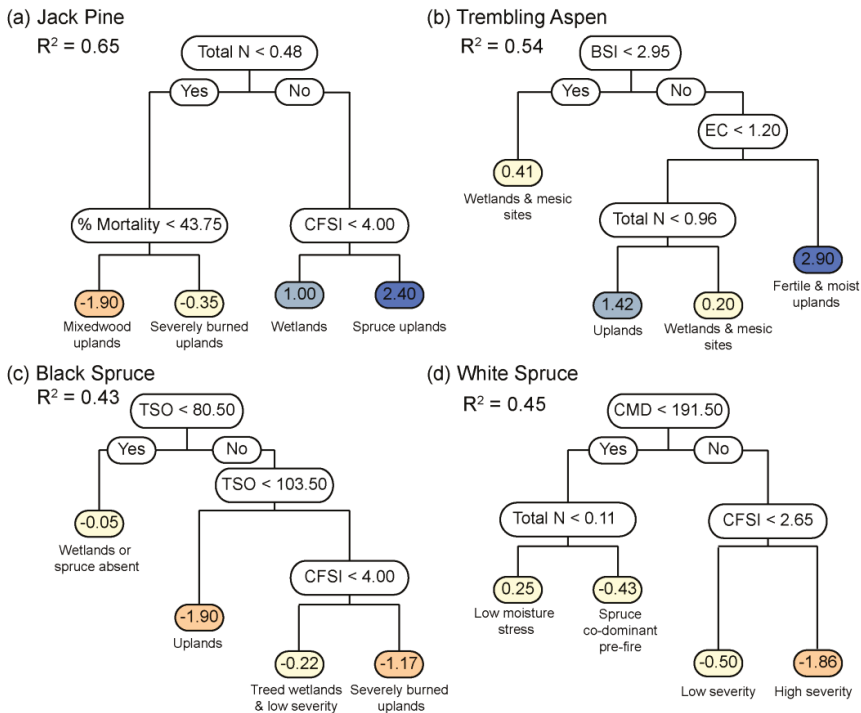 (a) Jack Pine
R² = 0.65
Total N < 0.48
Yes
No
% Mortality < 43.75
CFSI < 4.00
-1.90
-0.35
1.00
2.40
Mixedwood
uplands
Severely burned
uplands
Wetlands
Spruce uplands
(b) Trembling Aspen
R² = 0.54
BSI < 2.95
Yes
No
EC < 1.20
0.41
Wetlands & mesic
sites
Total N < 0.96
2.90
Fertile & moist
uplands
1.42
0.20
Uplands
Wetlands & mesic
sites
(c) Black Spruce
R² = 0.43
TSO < 80.50
Yes
No
TSO < 103.50
-0.05
Wetlands or
spruce absent
CFSI < 4.00
-1.90
Uplands
-0.22
-1.17
Treed wetlands
& low severity
Severely burned
uplands
(d) White Spruce
R² = 0.45
CMD < 191.50
Yes
No
Total N < 0.11
CFSI < 2.65
0.25
-0.43
Low moisture
stress
Spruce
co-dominant
pre-fire
-0.50
-1.86
Low severity
High severity